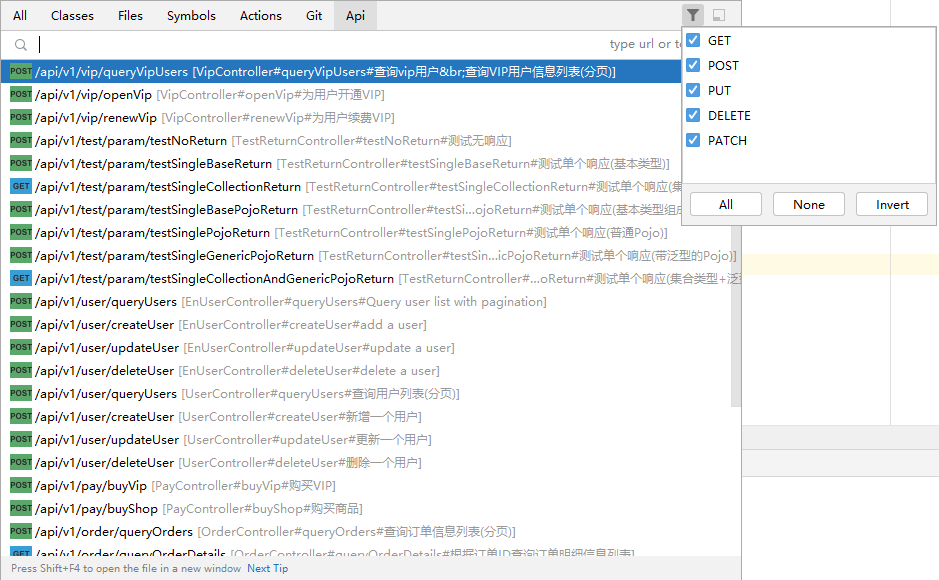 All Classes Files Symbols Actions Git Api
type url or t
GET
POST
PUT
DELETE
PATCH
All None Invert
POST /api/v1/vip/queryVipUsers [VipController#queryVipUsers#查询vip用户&br;查询VIP用户信息列表(分页)]
POST /api/v1/vip/openVip [VipController#openVip#为用户开通VIP]
POST /api/v1/vip/renewVip [VipController#renewVip#为用户续费VIP]
POST /api/v1/test/param/testNoReturn [TestReturnController#testNoReturn#测试无响应]
POST /api/v1/test/param/testSingleBaseReturn [TestReturnController#testSingleBaseReturn#测试单个响应(基本类型)]
GET /api/v1/test/param/testSingleCollectionReturn [TestReturnController#testSingleCollectionReturn#测试单个响应(集
POST /api/v1/test/param/testSingleBasePojoReturn [TestReturnController#testSi...ojoReturn#测试单个响应(基本类型组成
POST /api/v1/test/param/testSinglePojoReturn [TestReturnController#testSinglePojoReturn#测试单个响应(普通Pojo)]
POST /api/v1/test/param/testSingleGenericPojoReturn [TestReturnController#testSin...icPojoReturn#测试单个响应(带泛型的Pojo)]
GET /api/v1/test/param/testSingleCollectionAndGenericPojoReturn [TestReturnController#...oReturn#测试单个响应(集合类型+泛型
POST /api/v1/user/queryUsers [EnUserController#queryUsers#Query user list with pagination]
POST /api/v1/user/createUser [EnUserController#createUser#add a user]
POST /api/v1/user/updateUser [EnUserController#updateUser#update a user]
POST /api/v1/user/deleteUser [EnUserController#deleteUser#delete a user]
POST /api/v1/user/queryUsers [UserController#queryUsers#查询用户列表(分页)]
POST /api/v1/user/createUser [UserController#createUser#新增一个用户]
POST /api/v1/user/updateUser [UserController#updateUser#更新一个用户]
POST /api/v1/user/deleteUser [UserController#deleteUser#删除一个用户]
POST /api/v1/pay/buyVip [PayController#buyVip#购买VIP]
POST /api/v1/pay/buyShop [PayController#buyShop#购买商品]
POST /api/v1/order/queryOrders [OrderController#queryOrders#查询订单信息列表(分页)]
GET /api/v1/order/queryOrderDetails [OrderController#queryOrderDetails#根据订单ID查询订单明细信息列表]
Press Shift+F4 to open the file in a new window Next Tip